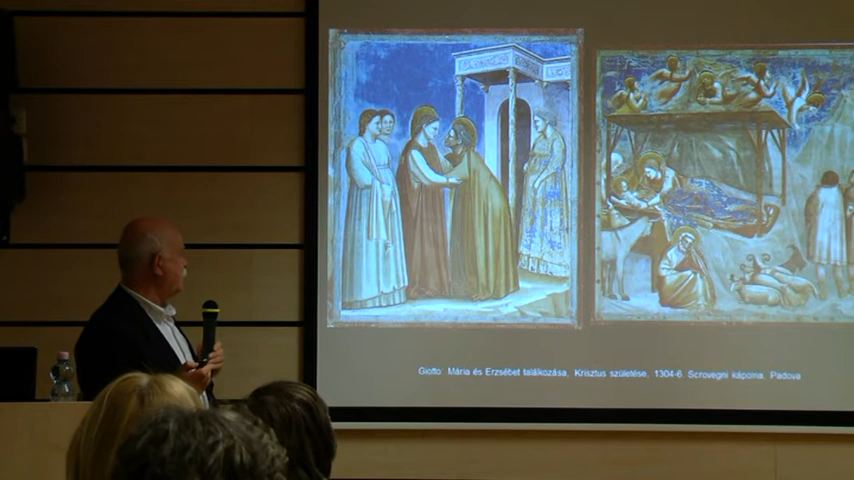 Giotto: Mária és Erzsébet találkozása, Krisztus születése, 1304-6 Scrovegni kápolna, Padova